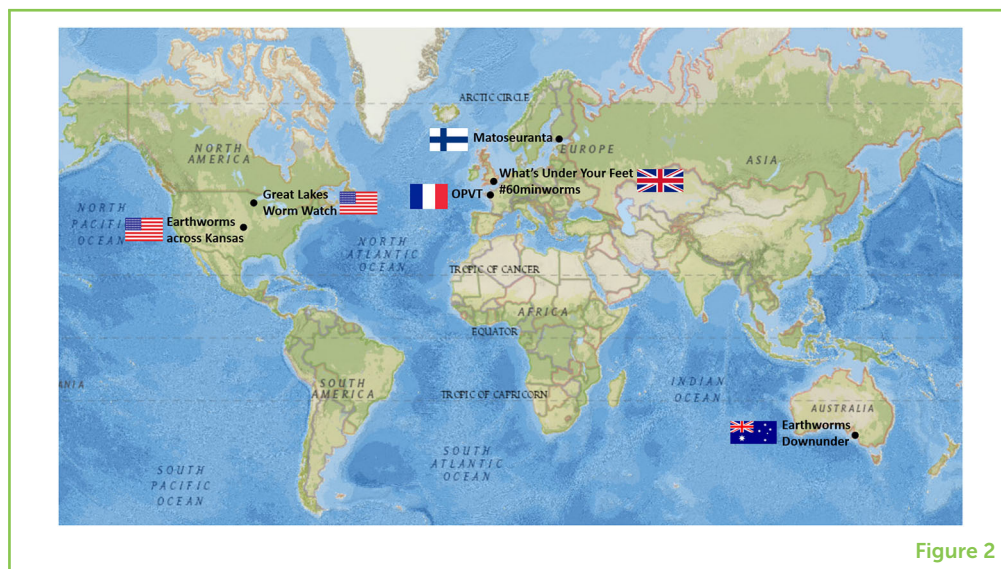 ARCTIC CIRCLE
Matoseuranta
EUROPE
NORTH
AMERICA
ASIA
What's Under Your Feet
#60minworms
OPVT
Great Lakes
Worm Watch
NORTH
PACIFIC
OCEAN
Earthworms
across Kansas
NORTH
ATLANTIC
OCEAN
TROPIC OF CANCER
AFRICA
EQUATOR
ANIA
SOUTH
AMERICA
TROPIC OF CAPRICORN
INDIAN
OCEAN
AUSTRALIA
Earthworms
Downunder
SOUTH
ATLANTIC
OCEAN
SOUTH
PACIFIC
OCEAN
Figure 2